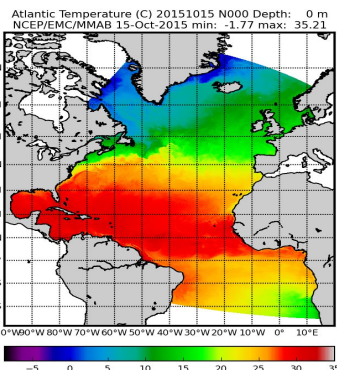 Atlantic Temperature (C) 20151015 N000 Depth: 0 m
NCEP/EMC/MMAB 15-Oct-2015 min: -1.77 max: 35.21
0°W 90°W 80°W 70°W 60°W 50°W 40°W 30°W 20°W 10°W 0° 10°E
−5 0 5 10 15 20 25 30 35